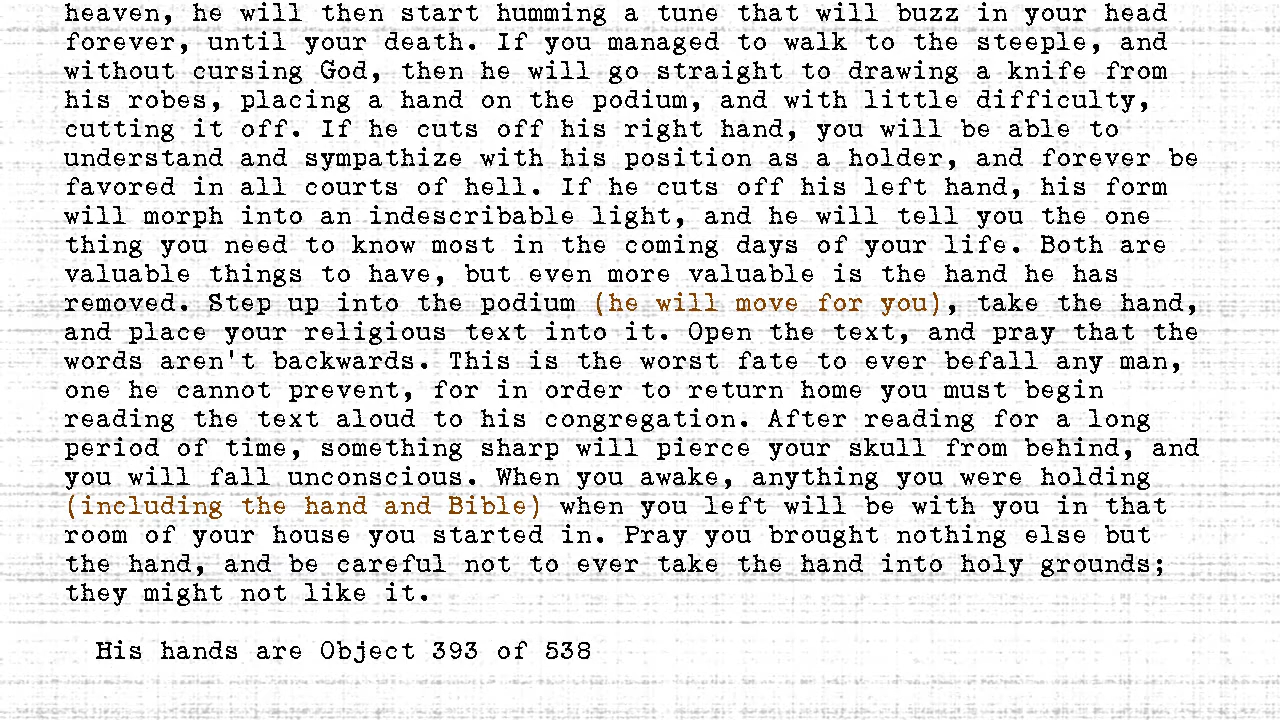 heaven, he will then start humming a tune that will buzz in your head
forever, until your death. If you managed to walk to the steeple, and
without cursing God, then he will go straight to drawing a knife from
his robes, placing a hand on the podium, and with little difficulty,
cutting it off. If he cuts off his right hand, you will be able to
understand and sympathize with his position as a holder, and forever be
favored in all courts of hell. If he cuts off his left hand, his form
will morph into an indescribable light, and he will tell you the one
thing you need to know most in the coming days of your life. Both are
valuable things to have, but even more valuable is the hand he has
removed. Step up into the podium (he will move for you), take the hand,
and place your religious text into it. Open the text, and pray that the
words aren't backwards. This is the worst fate to ever befall any man,
one he cannot prevent, for in order to return home you must begin
reading the text aloud to his congregation. After reading for a long
period of time, something sharp will pierce your skull from behind, and
you will fall unconscious. When you awake, anything you were holding
(including the hand and Bible) when you left will be with you in that
room of your house you started in. Pray you brought nothing else but
the hand, and be careful not to ever take the hand into holy grounds;
they might not like it.
His hands are Object 393 of 538